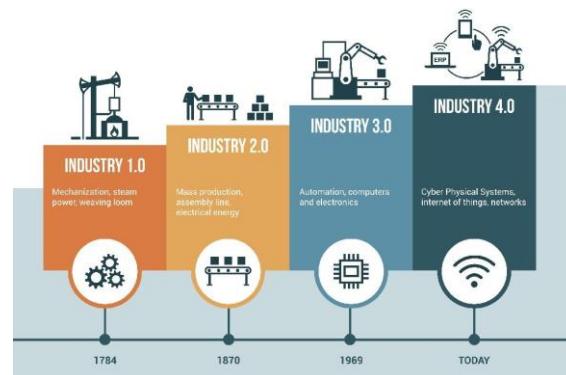 ERP
INDUSTRY 1.0
Mechanization, steam
power, weaving loom
INDUSTRY 2.0
Mass production,
assembly line,
electrical energy
INDUSTRY 3.0
Automation, computers
and electronics
INDUSTRY 4.0
Cyber Physical Systems,
internet of things, networks
1784
1870
1969
TODAY